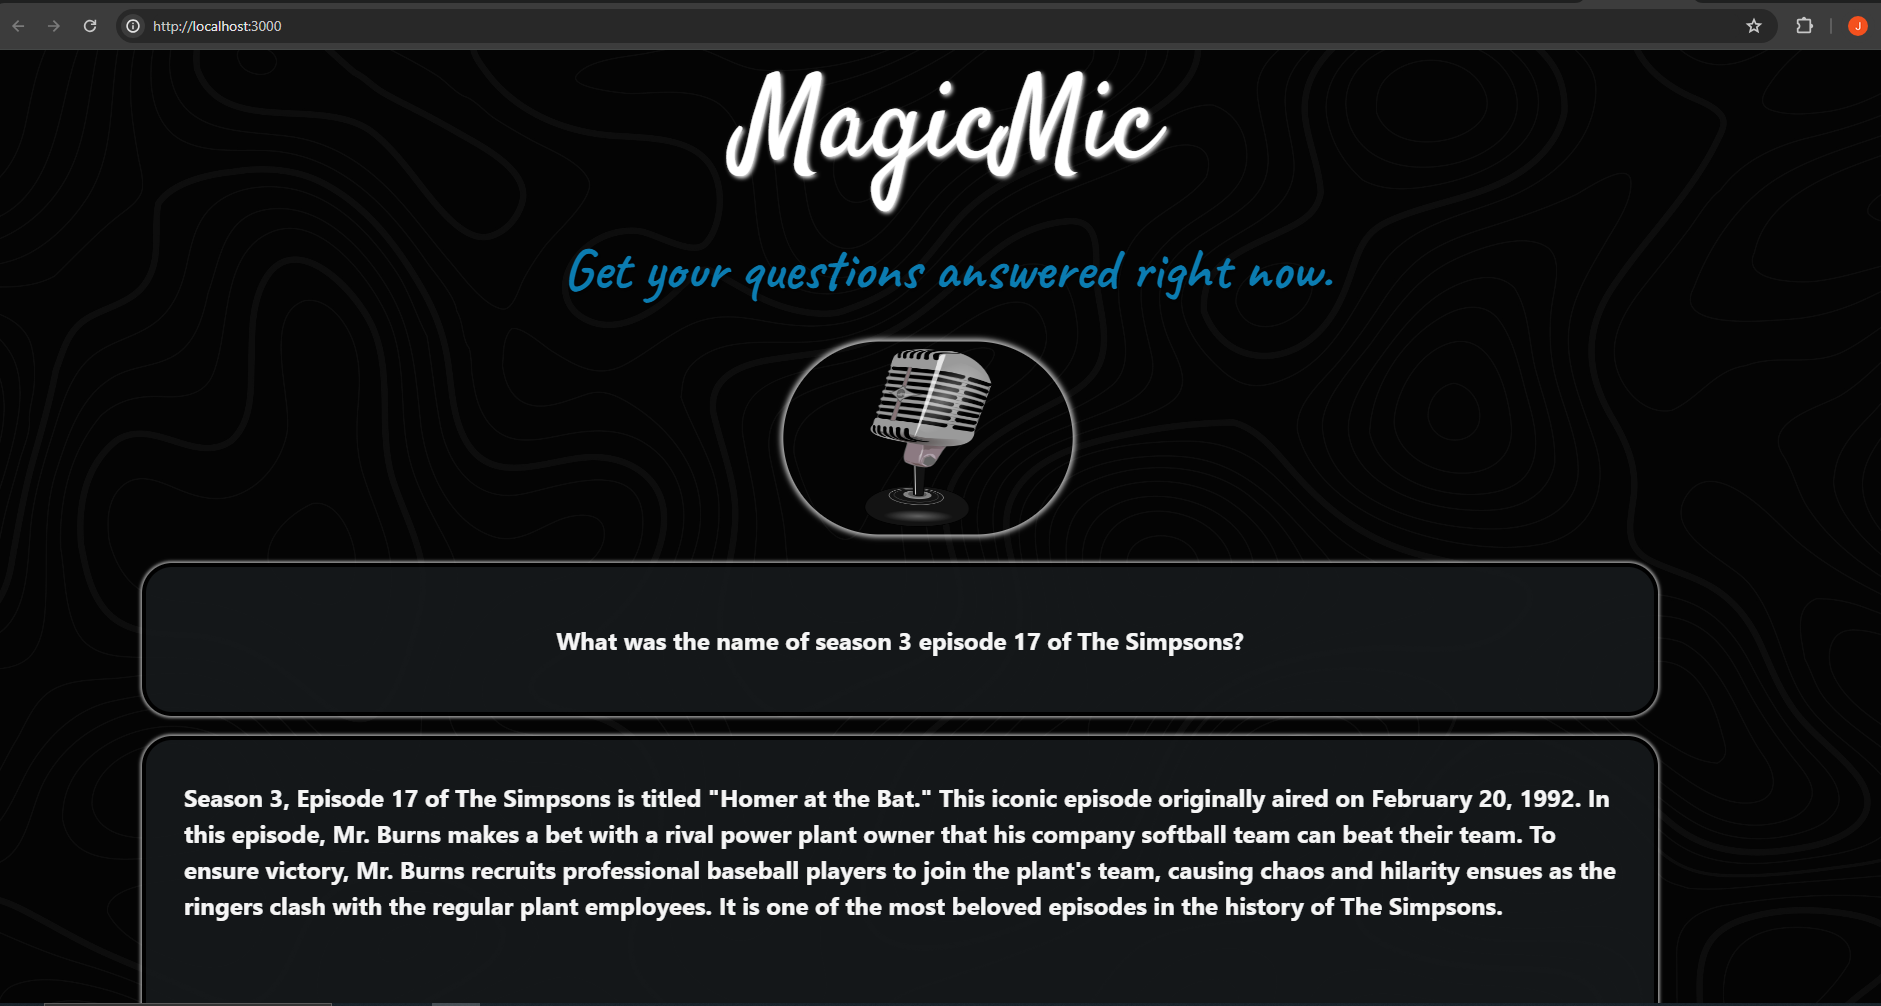 http://localhost:3000
J
MagicMic
Get your questions answered right now.
What was the name of season 3 episode 17 of The Simpsons?
Season 3, Episode 17 of The Simpsons is titled "Homer at the Bat." This iconic episode originally aired on February 20, 1992. In
this episode, Mr. Burns makes a bet with a rival power plant owner that his company softball team can beat their team. To
ensure victory, Mr. Burns recruits professional baseball players to join the plant's team, causing chaos and hilarity ensues as the
ringers clash with the regular plant employees. It is one of the most beloved episodes in the history of The Simpsons.